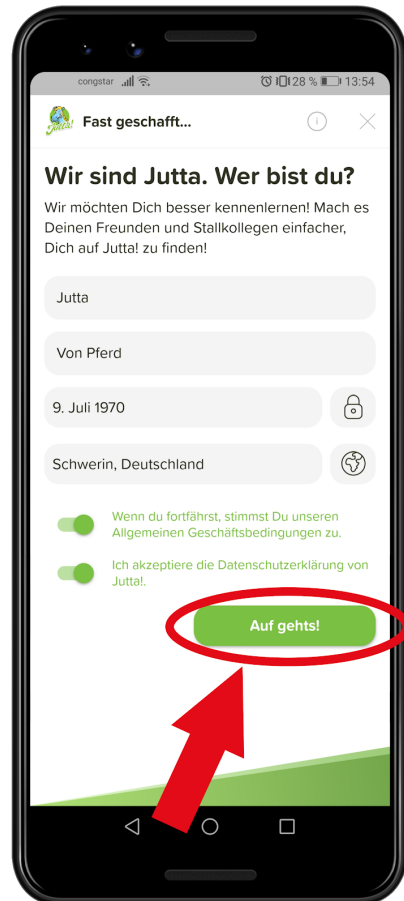 congstar 28 % 13:54
Jutta! Fast geschafft...
Wir sind Jutta. Wer bist du?
Wir möchten Dich besser kennenlernen! Mach es
Deinen Freunden und Stallkollegen einfacher,
Dich auf Jutta! zu finden!
Jutta
Von Pferd
9. Juli 1970
Schwerin, Deutschland
Wenn du fortfährst, stimmst Du unseren
Allgemeinen Geschäftsbedingungen zu.
Ich akzeptiere die Datenschutzerklärung von
Jutta!.
Auf gehts!